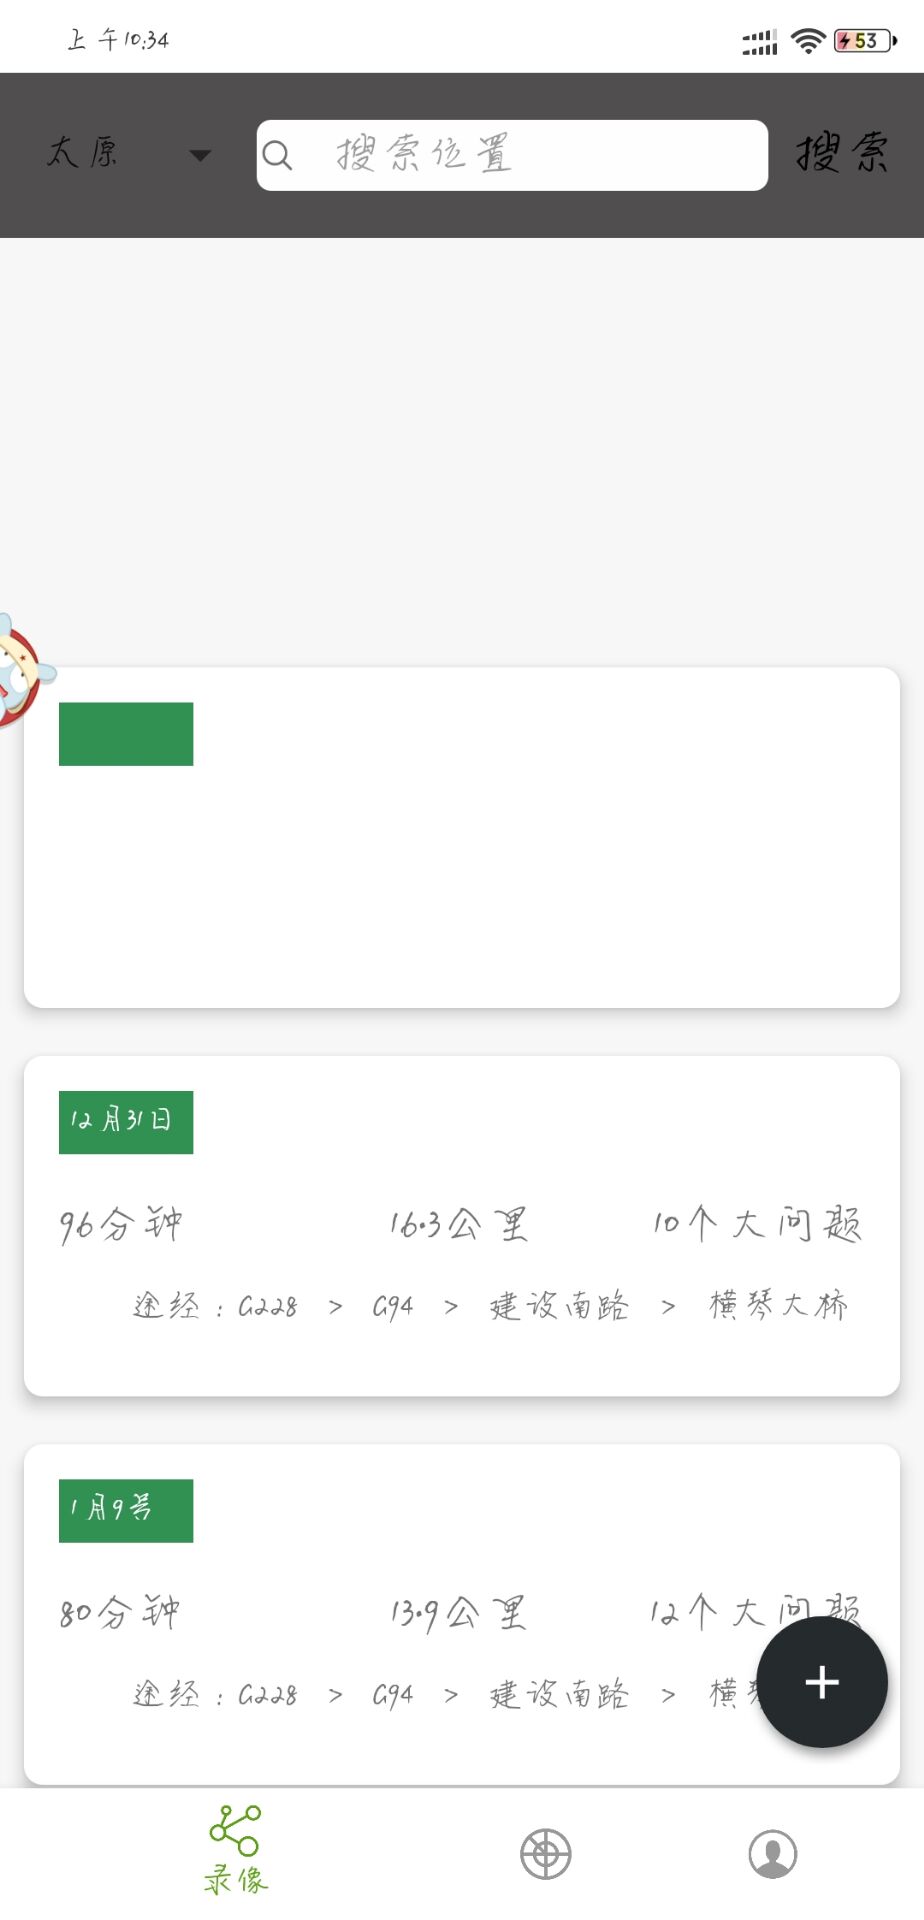 上午10:34
53
太原 搜索位置 搜索
12月31日
96分钟 16.3公里 10个大问题
途经：G228 > G94 > 建设南路 > 横琴大桥
1月9号
80分钟 13.9公里 12个大问题
途经：G228 > G94 > 建设南路 > 横琴
录像